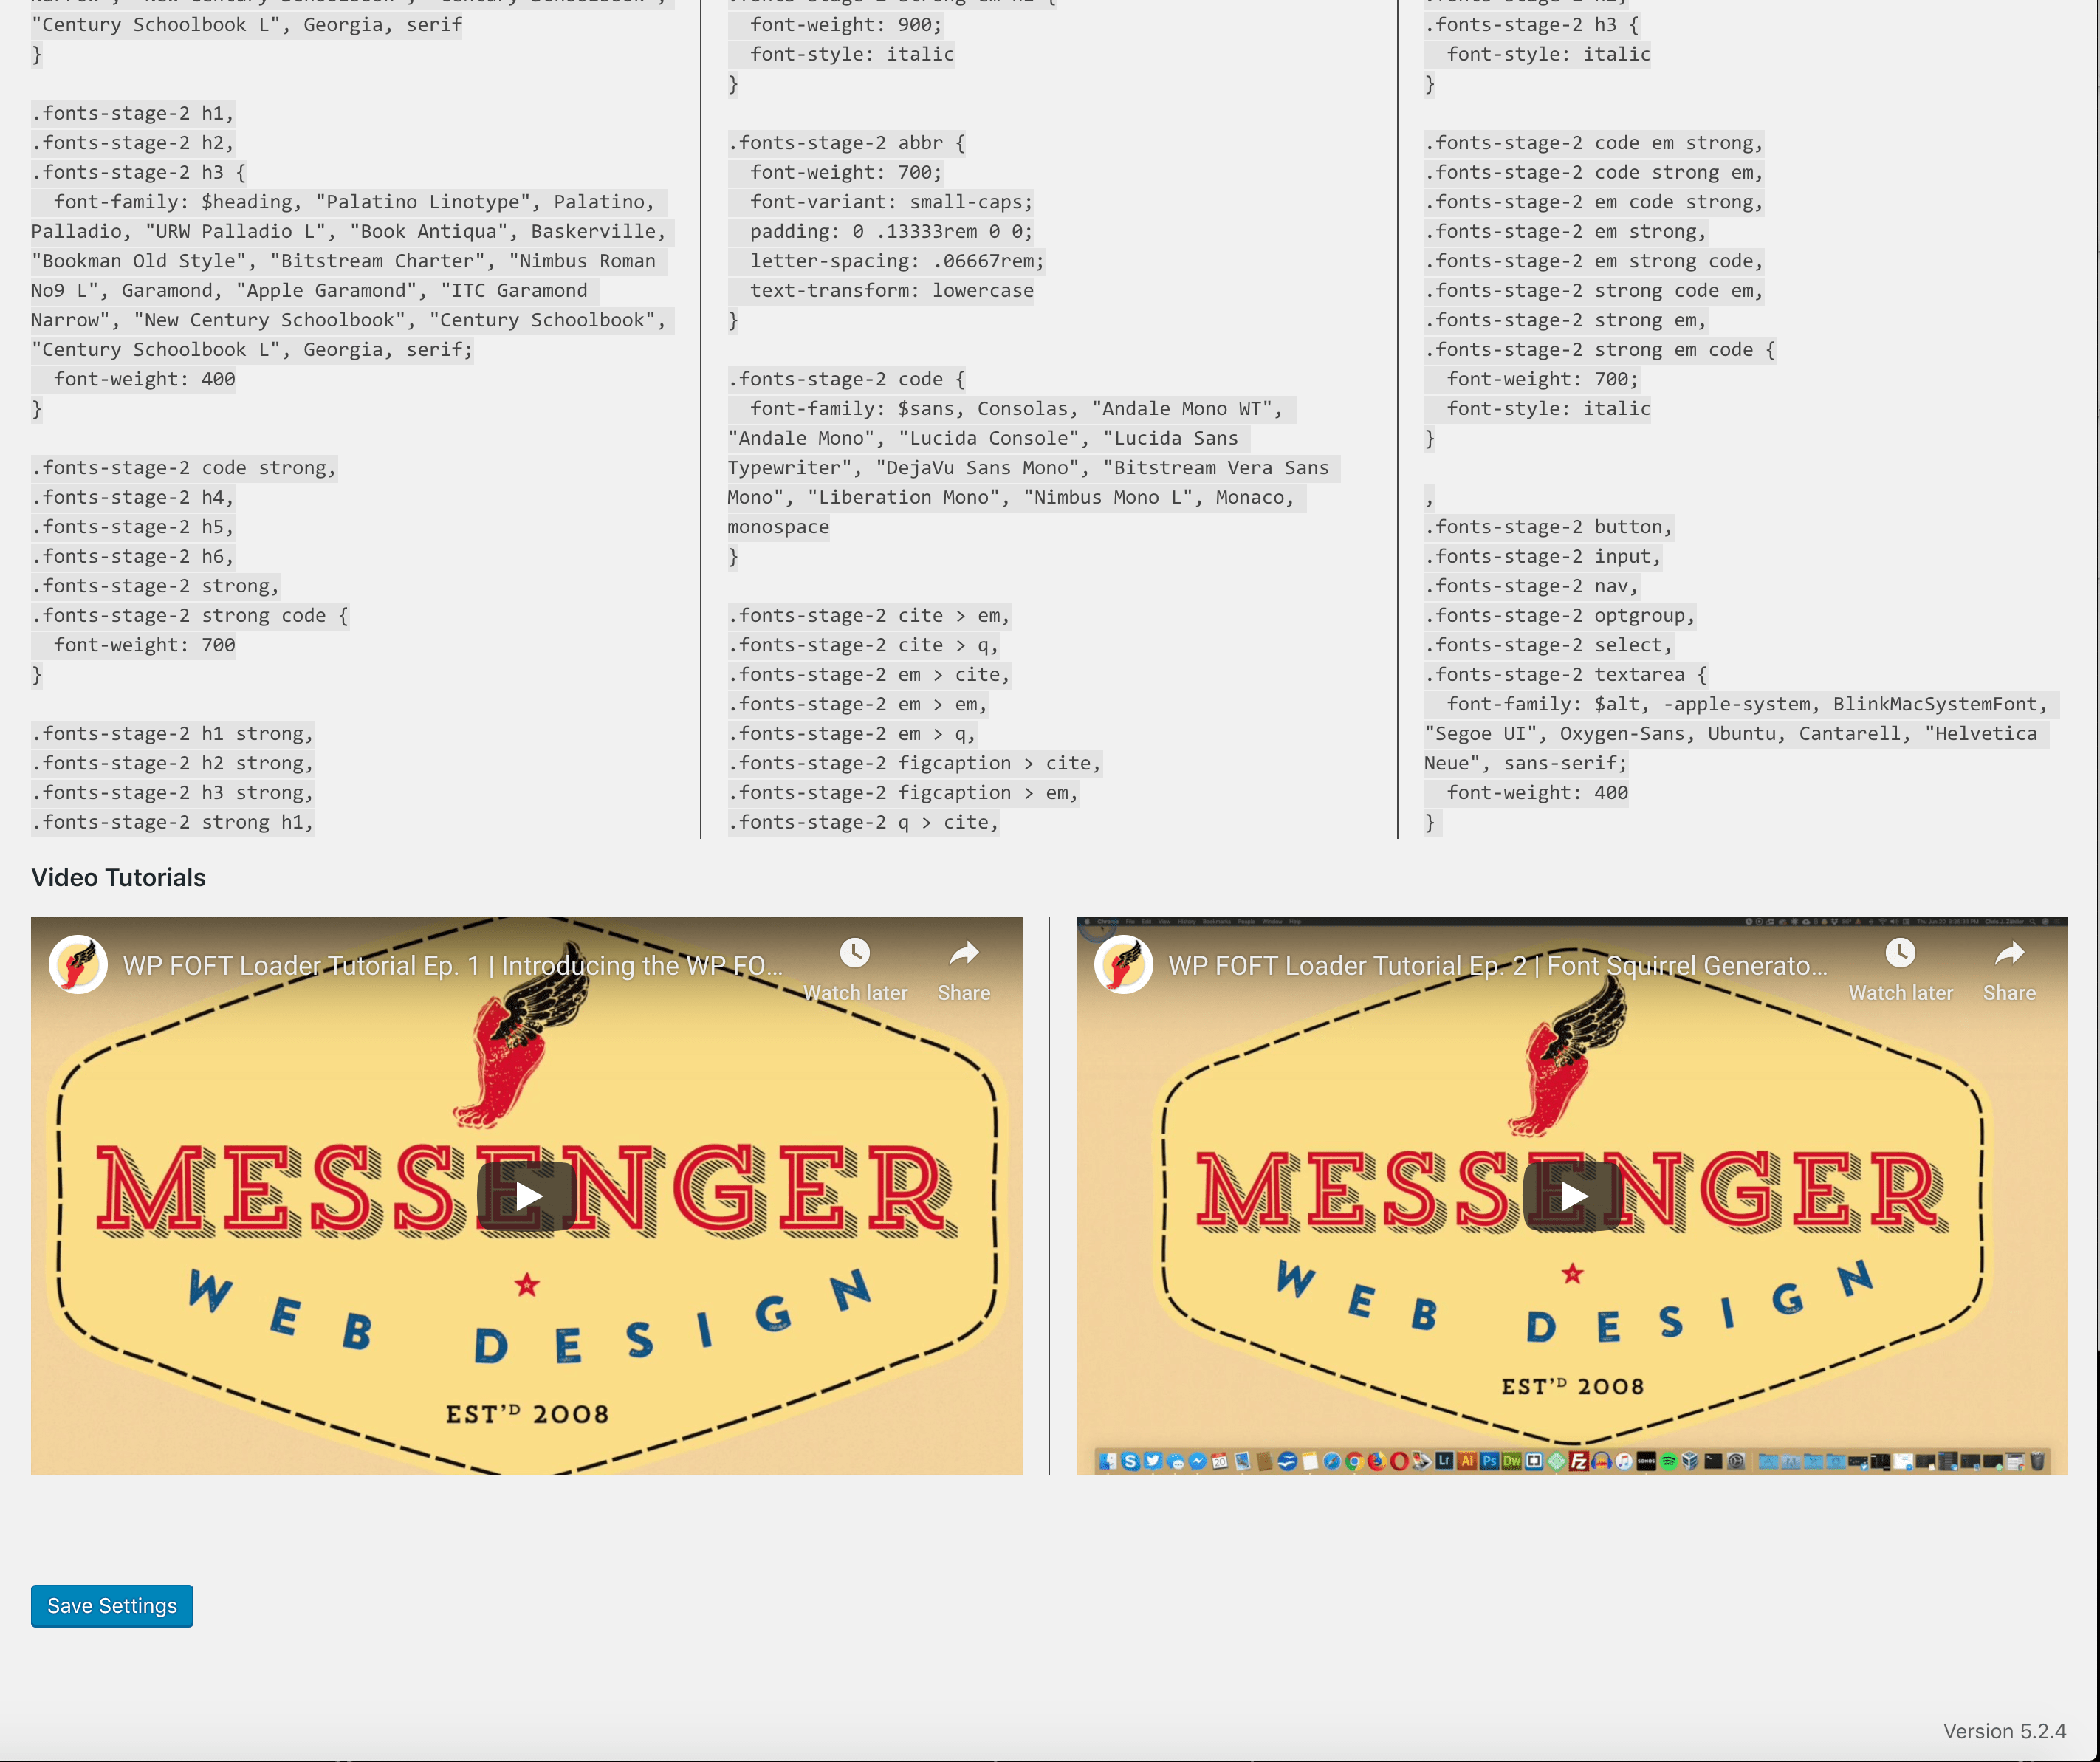 "Century Schoolbook L", Georgia, serif
}
.fonts-stage-2 h1,
.fonts-stage-2 h2,
.fonts-stage-2 h3 {
font-family: $heading, "Palatino Linotype", Palatino,
Palladio, "URW Palladio L", "Book Antiqua", Baskerville,
"Bookman Old Style", "Bitstream Charter", "Nimbus Roman
No9 L", Garamond, "Apple Garamond", "ITC Garamond
Narrow", "New Century Schoolbook", "Century Schoolbook",
"Century Schoolbook L", Georgia, serif;
font-weight: 400
}
.fonts-stage-2 code strong,
.fonts-stage-2 h4,
.fonts-stage-2 h5,
.fonts-stage-2 h6,
.fonts-stage-2 strong,
.fonts-stage-2 strong code {
font-weight: 700
}
.fonts-stage-2 h1 strong,
.fonts-stage-2 h2 strong,
.fonts-stage-2 h3 strong,
.fonts-stage-2 strong h1,
font-weight: 900;
font-style: italic
}
.fonts-stage-2 abbr {
font-weight: 700;
font-variant: small-caps;
padding: 0 .13333rem 0 0;
letter-spacing: .06667rem;
text-transform: lowercase
}
.fonts-stage-2 code {
font-family: $sans, Consolas, "Andale Mono WT",
"Andale Mono", "Lucida Console", "Lucida Sans
Typewriter", "DejaVu Sans Mono", "Bitstream Vera Sans
Mono", "Liberation Mono", "Nimbus Mono L", Monaco,
monospace
}
.fonts-stage-2 cite > em,
.fonts-stage-2 cite > q,
.fonts-stage-2 em > cite,
.fonts-stage-2 em > em,
.fonts-stage-2 em > q,
.fonts-stage-2 figcaption > cite,
.fonts-stage-2 figcaption > em,
.fonts-stage-2 q > cite,
.fonts-stage-2 h3 {
font-style: italic
}
.fonts-stage-2 code em strong,
.fonts-stage-2 code strong em,
.fonts-stage-2 em code strong,
.fonts-stage-2 em strong,
.fonts-stage-2 em strong code,
.fonts-stage-2 strong code em,
.fonts-stage-2 strong em,
.fonts-stage-2 strong em code {
font-weight: 700;
font-style: italic
}
,
.fonts-stage-2 button,
.fonts-stage-2 input,
.fonts-stage-2 nav,
.fonts-stage-2 optgroup,
.fonts-stage-2 select,
.fonts-stage-2 textarea {
font-family: $alt, -apple-system, BlinkMacSystemFont,
"Segoe UI", Oxygen-Sans, Ubuntu, Cantarell, "Helvetica
Neue", sans-serif;
font-weight: 400
}
Video Tutorials
WP FOFT Loader Tutorial Ep. 1 | Introducing the WP FO...
Watch later
Share
MESSENGER
WEB DESIGN
EST'D 2008
WP FOFT Loader Tutorial Ep. 2 | Font Squirrel Generato...
Watch later
Share
MESSENGER
WEB DESIGN
EST'D 2008
Lr Ai Ps Dw Fz
Save Settings
Version 5.2.4